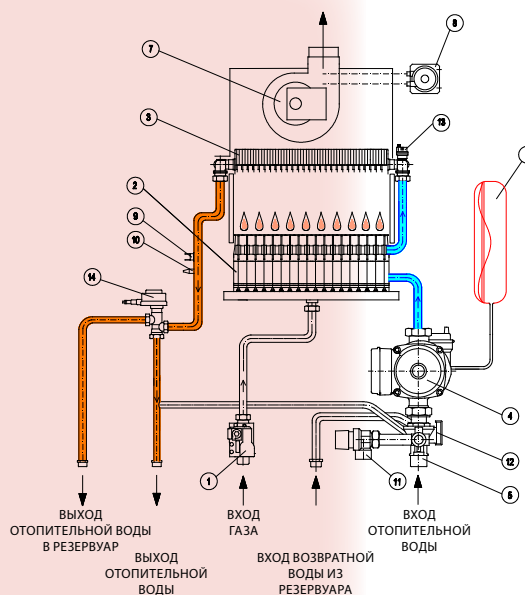 7
8
3
13
2
9
10
14
4
1
11
12
5
ВЫХОД
ОТОПИТЕЛЬНОЙ ВОДЫ
В РЕЗЕРВУАР
ВЫХОД
ОТОПИТЕЛЬНОЙ
ВОДЫ
ВХОД
ГАЗА
ВХОД ВОЗВРАТНОЙ
ВОДЫ ИЗ
РЕЗЕРВУАРА
ВХОД
ОТОПИТЕЛЬНОЙ
ВОДЫ